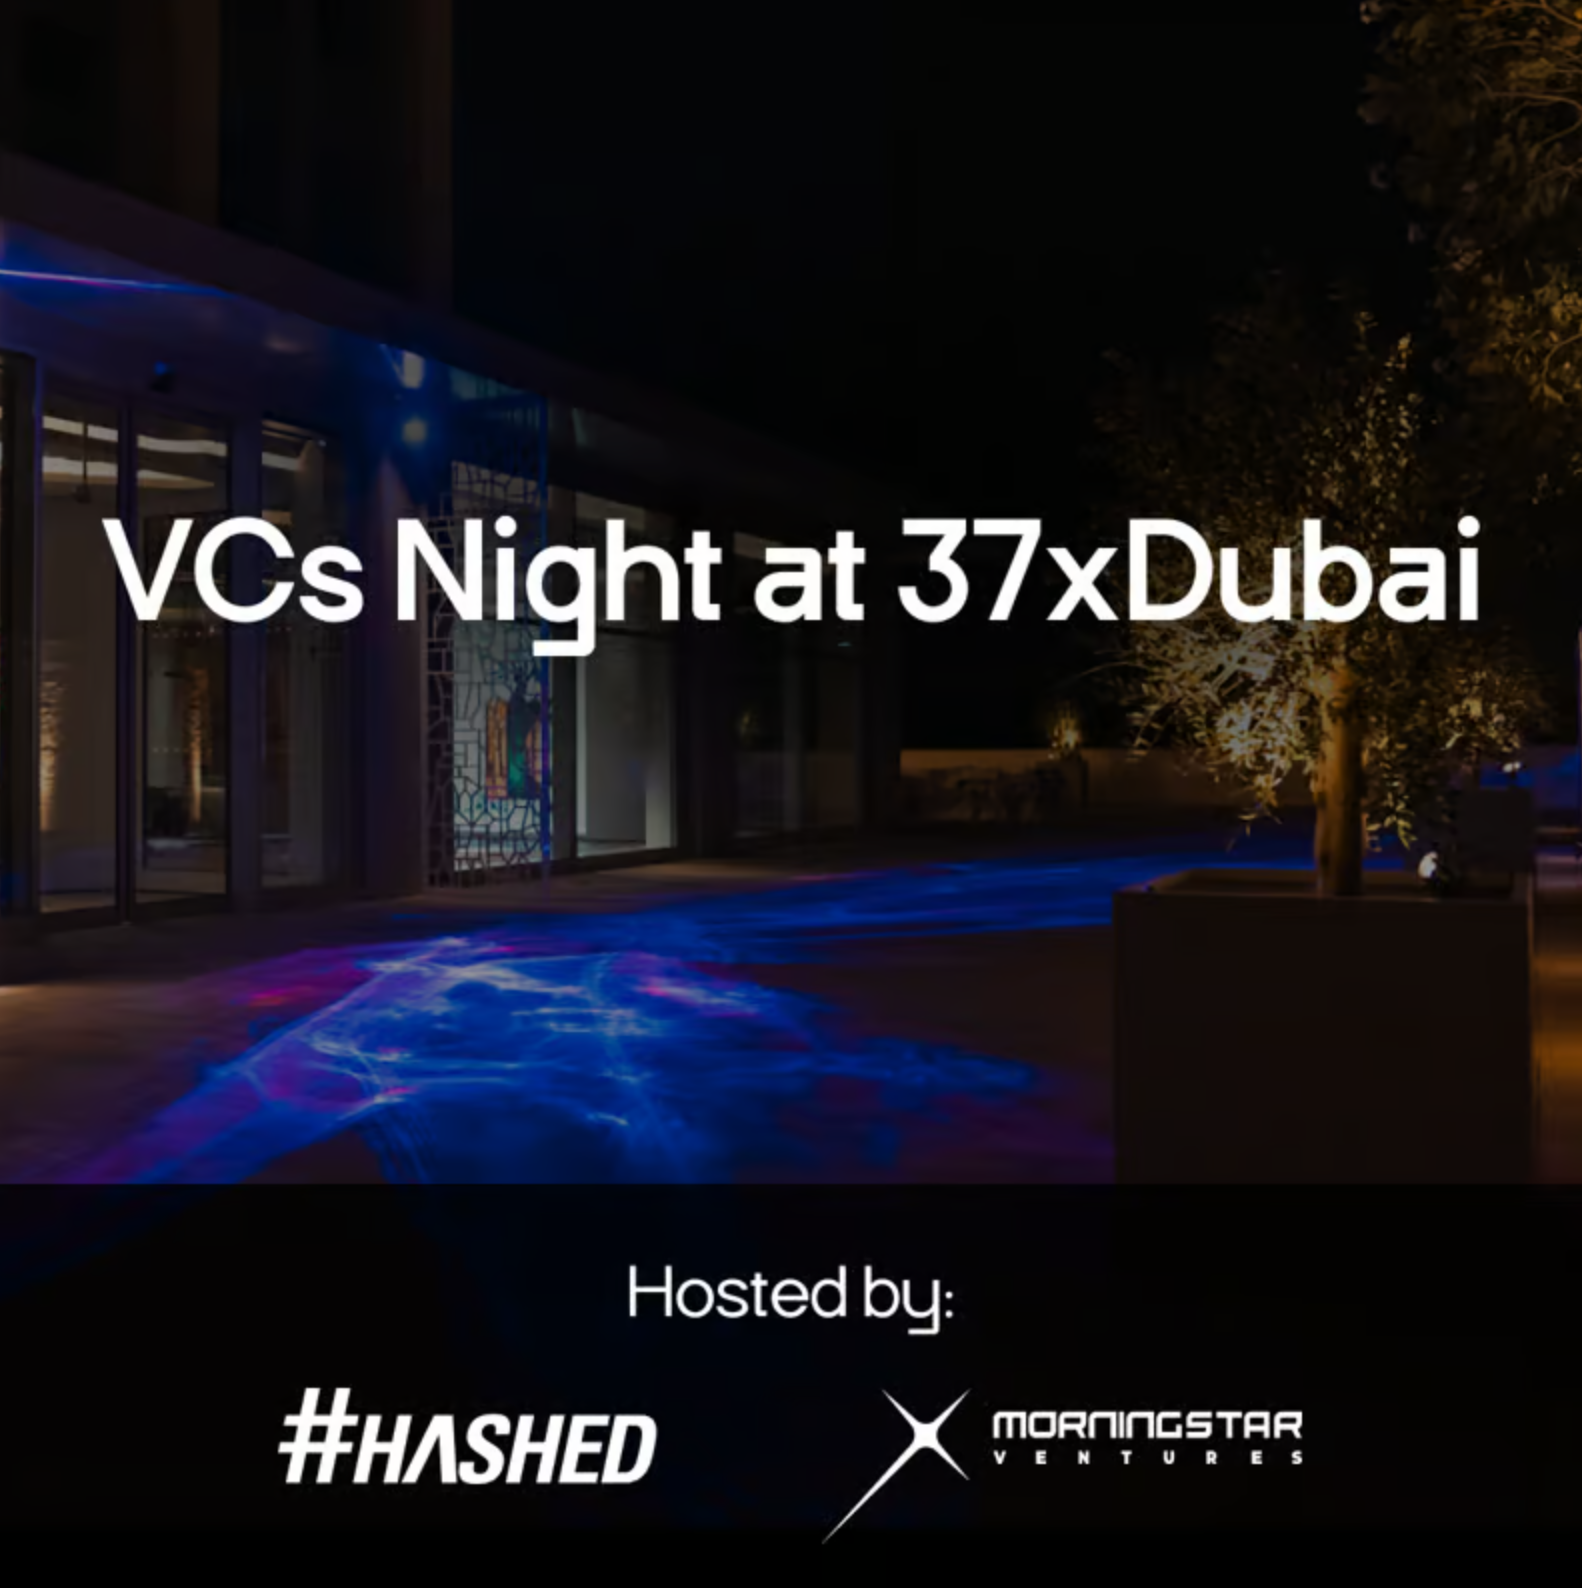 VCs Night at 37xDubai
Hosted by:
#HASHED
MORNINGSTAR
VENTURES